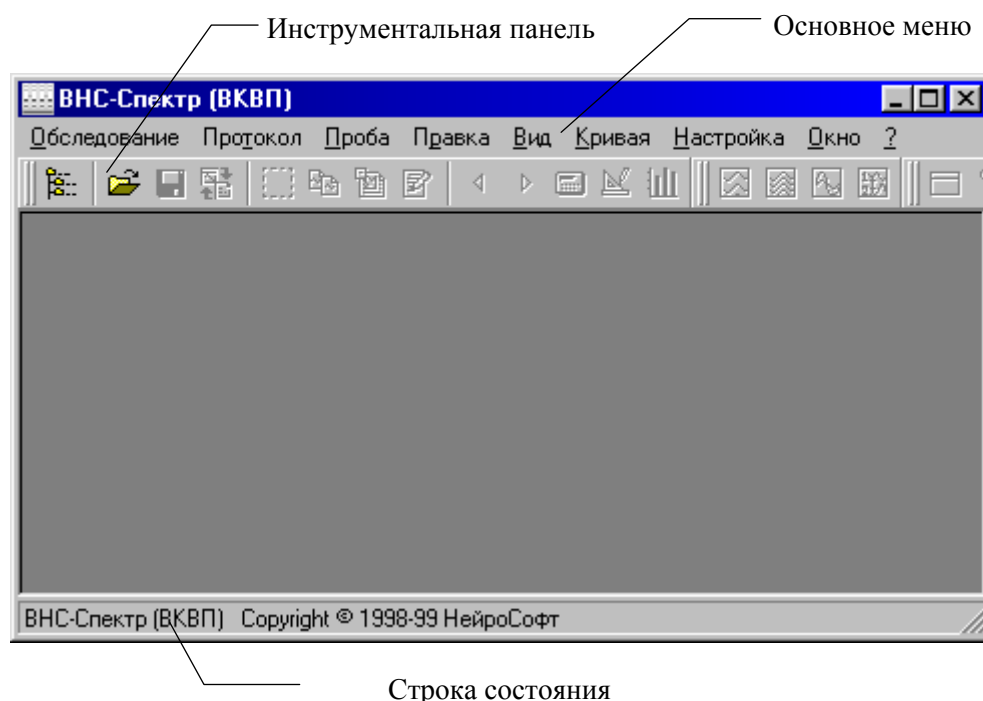 Инструментальная панель
Основное меню
ВНС-Спектр (ВКВП)
Обследование Протокол Проба Правка Вид Кривая Настройка Окно ?
ВНС-Спектр (ВКВП) Copyright © 1998-99 НейроСофт
Строка состояния